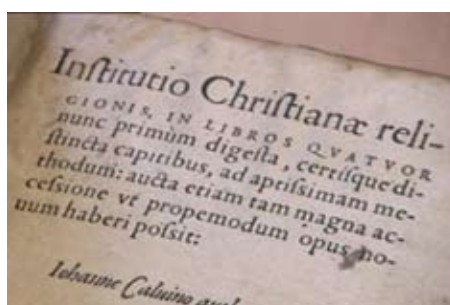 Inſtitutio Chriſtianæ reli-
GIONIS, IN LIBROS QVATVOR
nunc primùm digeſta, certiſque di-
ſtincta capitibus, ad aptiſsimam me-
thodum: aucta etiam tam magna ac-
ceſsione vt propemodum opus no-
uum haberi poſsit:
Iohanne Caluino